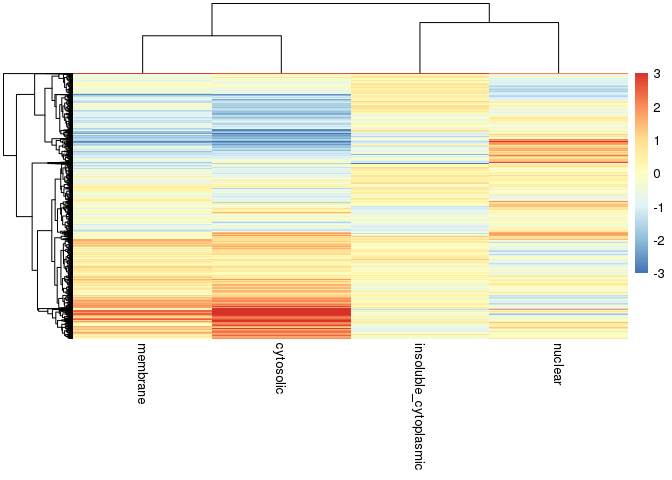 3
2
1
0
-1
-2
-3
membrane
cytosolic
insoluble_cytoplasmic
nuclear